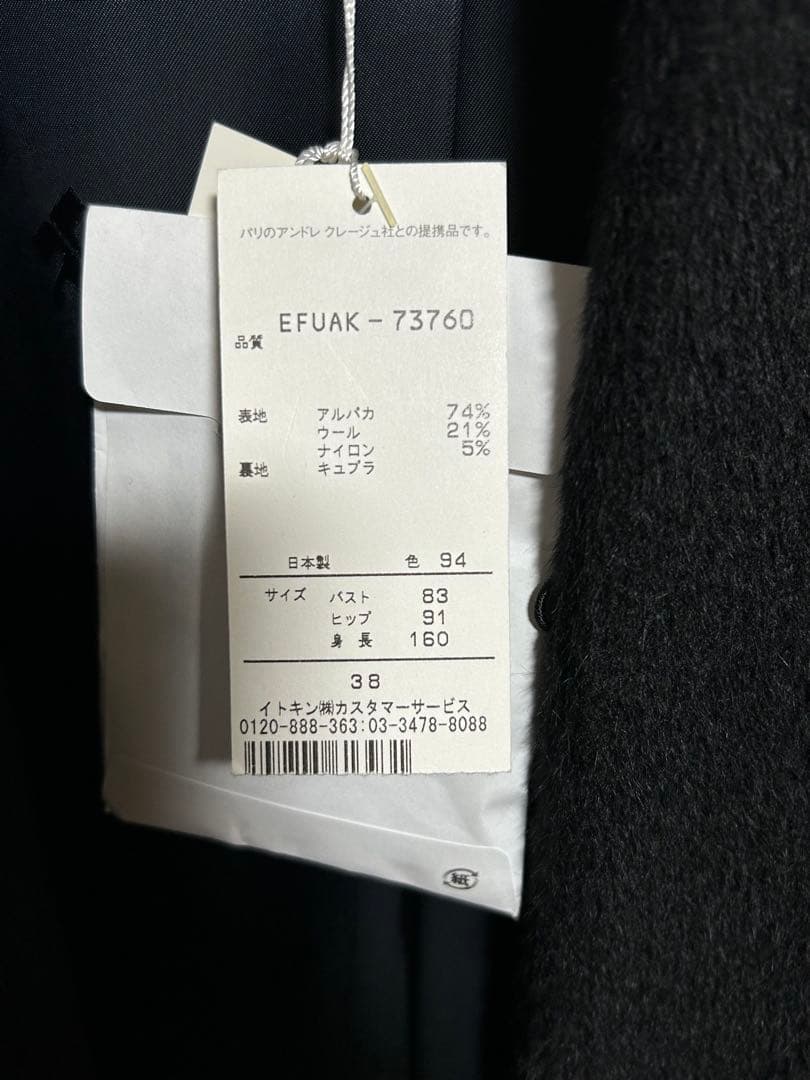 パリのアンドレ クレージュ社との提携品です。
EFUAK-73760
品質
表地 アルパカ 74%
ウール 21%
ナイロン 5%
裏地 キュプラ
日本製 色 94
サイズ バスト 83
ヒップ 91
身長 160
38
イトキン㈱カスタマーサービス
0120-888-363:03-3478-8088
紙